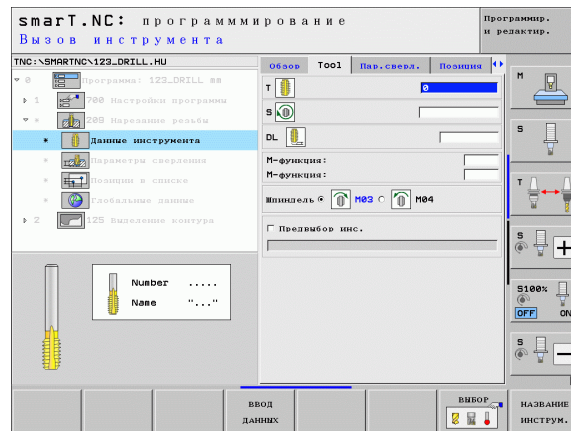 smarT.NC: программмирование
Вызов инструмента
Программир.
и редактир.
TNC:\SMARTNC\123_DRILL.HU
0 Программа: 123_DRILL мм
1 700 Настройки программы
209 Нарезание резьбы
Данные инструмента
Параметры сверления
Позиции в списке
Глобальные данные
2 125 Выделение контура
Number .....
Name "..."
Обзор Tool Пар.сверл. Позиция
T 0
S
DL
М-функция:
М-функция:
Шпиндель M03 M04
Предвыбор инс.
M
S
T
S
S100%
OFF ON
S
ВВОД
ДАННЫХ
ВЫБОР
НАЗВАНИЕ
ИНСТРУМ.